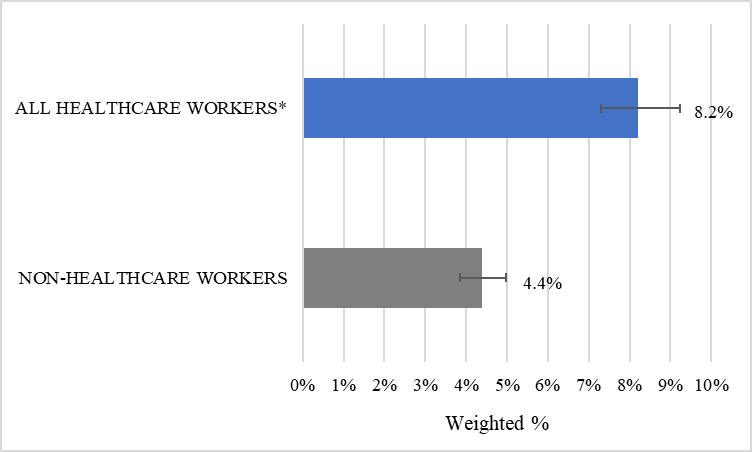 ALL HEALTHCARE WORKERS*
8.2%
NON-HEALTHCARE WORKERS
4.4%
0% 1% 2% 3% 4% 5% 6% 7% 8% 9% 10%
Weighted %